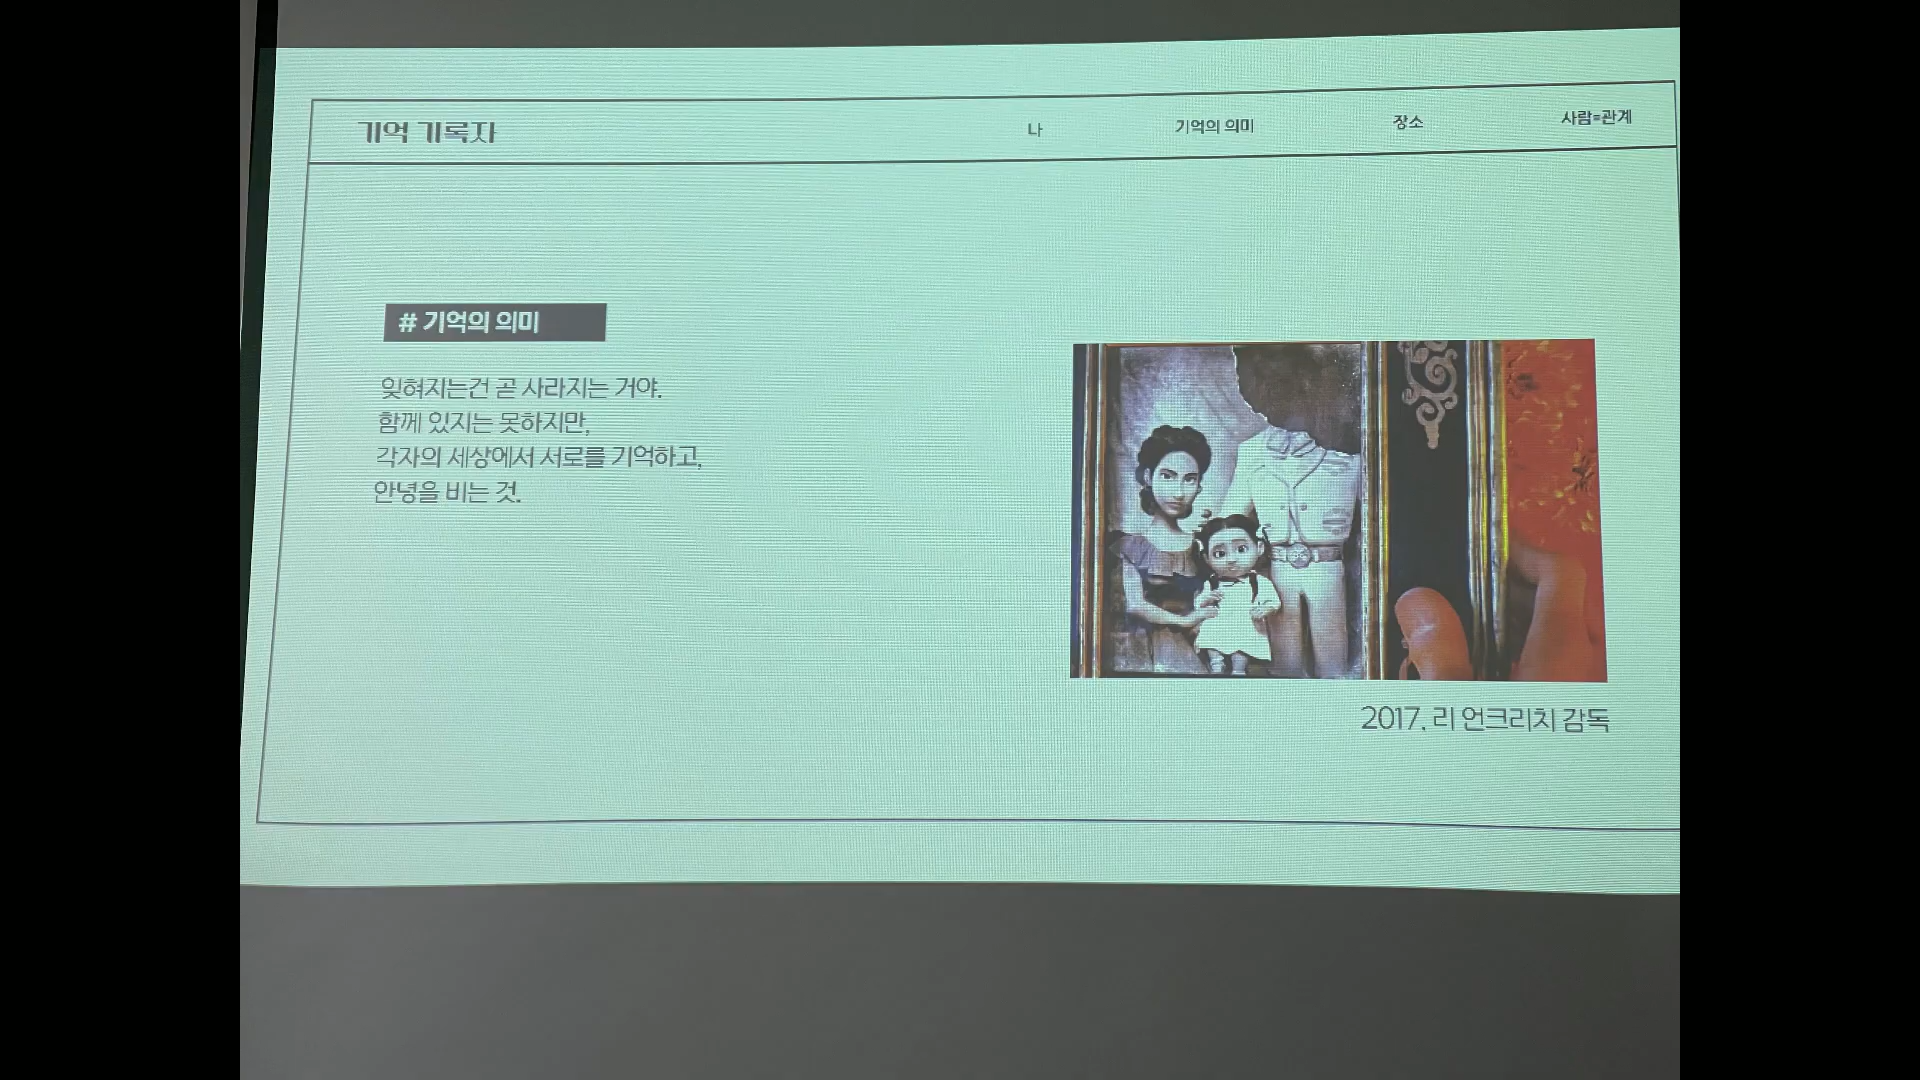 기억 기록자
나
기억의 의미
장소
사람=관계
# 기억의 의미
잊혀지는건 곧 사라지는 거야.
함께 있지는 못하지만,
각자의 세상에서 서로를 기억하고,
안녕을 비는 것.
2017, 리 언크리치 감독